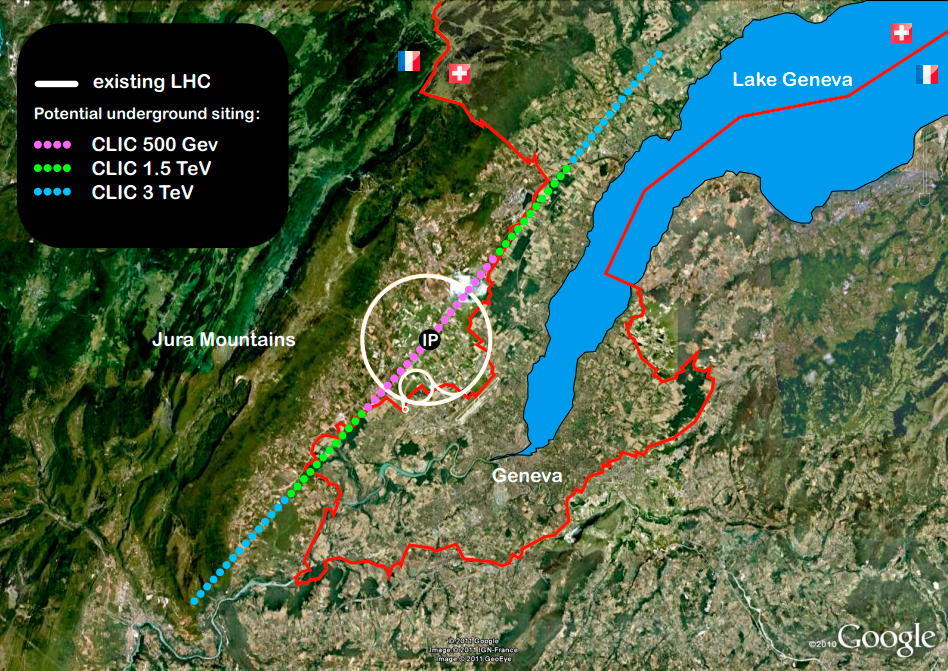 existing LHC
Potential underground siting:
CLIC 500 Gev
CLIC 1.5 TeV
CLIC 3 TeV
Lake Geneva
Jura Mountains
IP
Geneva
© 2011 Google
Image © 2011 IGN-France
Image © 2011 GeoEye
©2010 Google